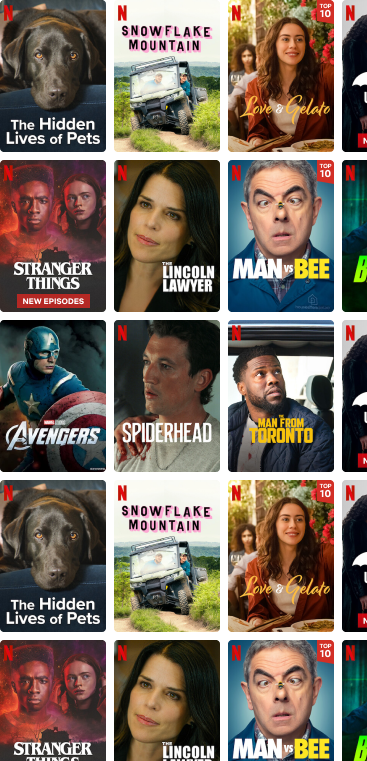 The Hidden
Lives of Pets
SNOWFLAKE
MOUNTAIN
TOP
10
Love & Gelato
STRANGER
THINGS
NEW EPISODES
THE
LINCOLN
LAWYER
TOP
10
MAN VS BEE
AVENGERS
SPIDERHEAD
THE
MAN FROM
TORONTO
The Hidden
Lives of Pets
SNOWFLAKE
MOUNTAIN
TOP
10
Love & Gelato
STRANGER
THINGS
THE
LINCOLN
TOP
10
MAN VS BEE